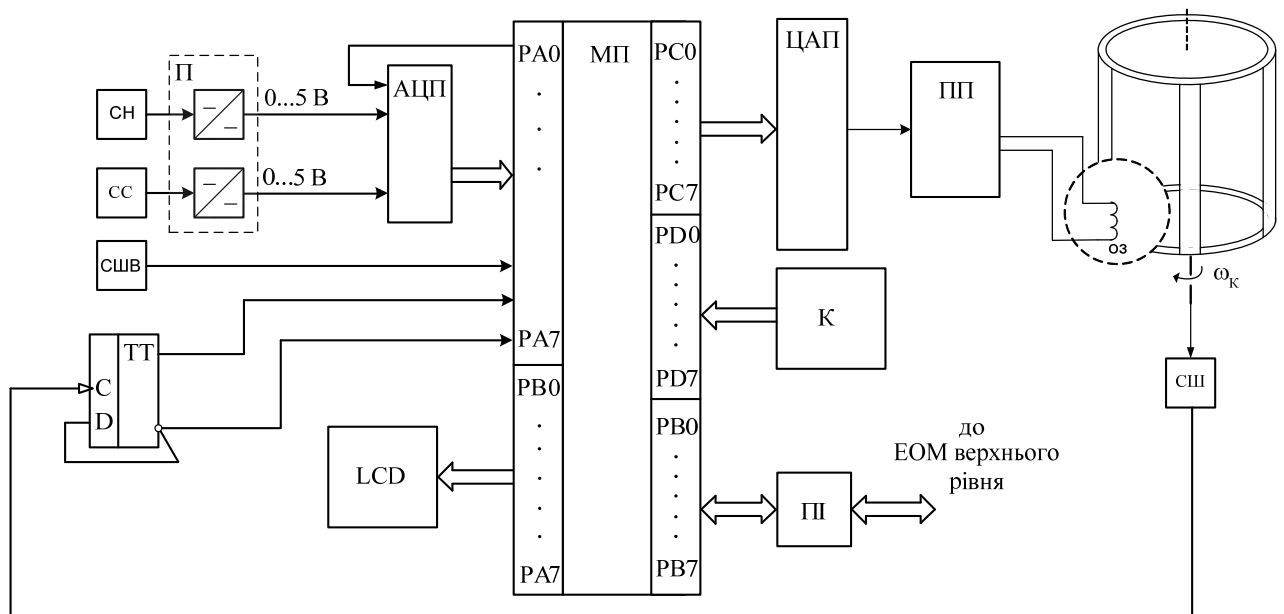 СН
СС
СШВ
П
0...5 В
0...5 В
АЦП
PA0
PA7
PB0
PA7
МП
PC0
PC7
PD0
PD7
PB0
PB7
ЦАП
ПП
ОЗ
ω К
СШ
К
ТТ
C
D
LCD
ПІ
до
ЕОМ верхнього
рівня